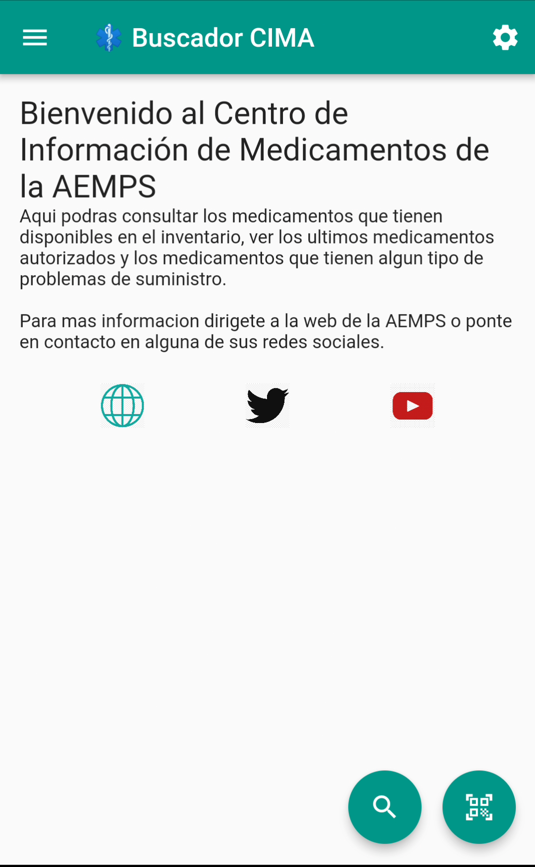 Buscador CIMA
Bienvenido al Centro de
Información de Medicamentos de
la AEMPS
Aqui podras consultar los medicamentos que tienen
disponibles en el inventario, ver los ultimos medicamentos
autorizados y los medicamentos que tienen algun tipo de
problemas de suministro.
Para mas informacion dirigete a la web de la AEMPS o ponte
en contacto en alguna de sus redes sociales.